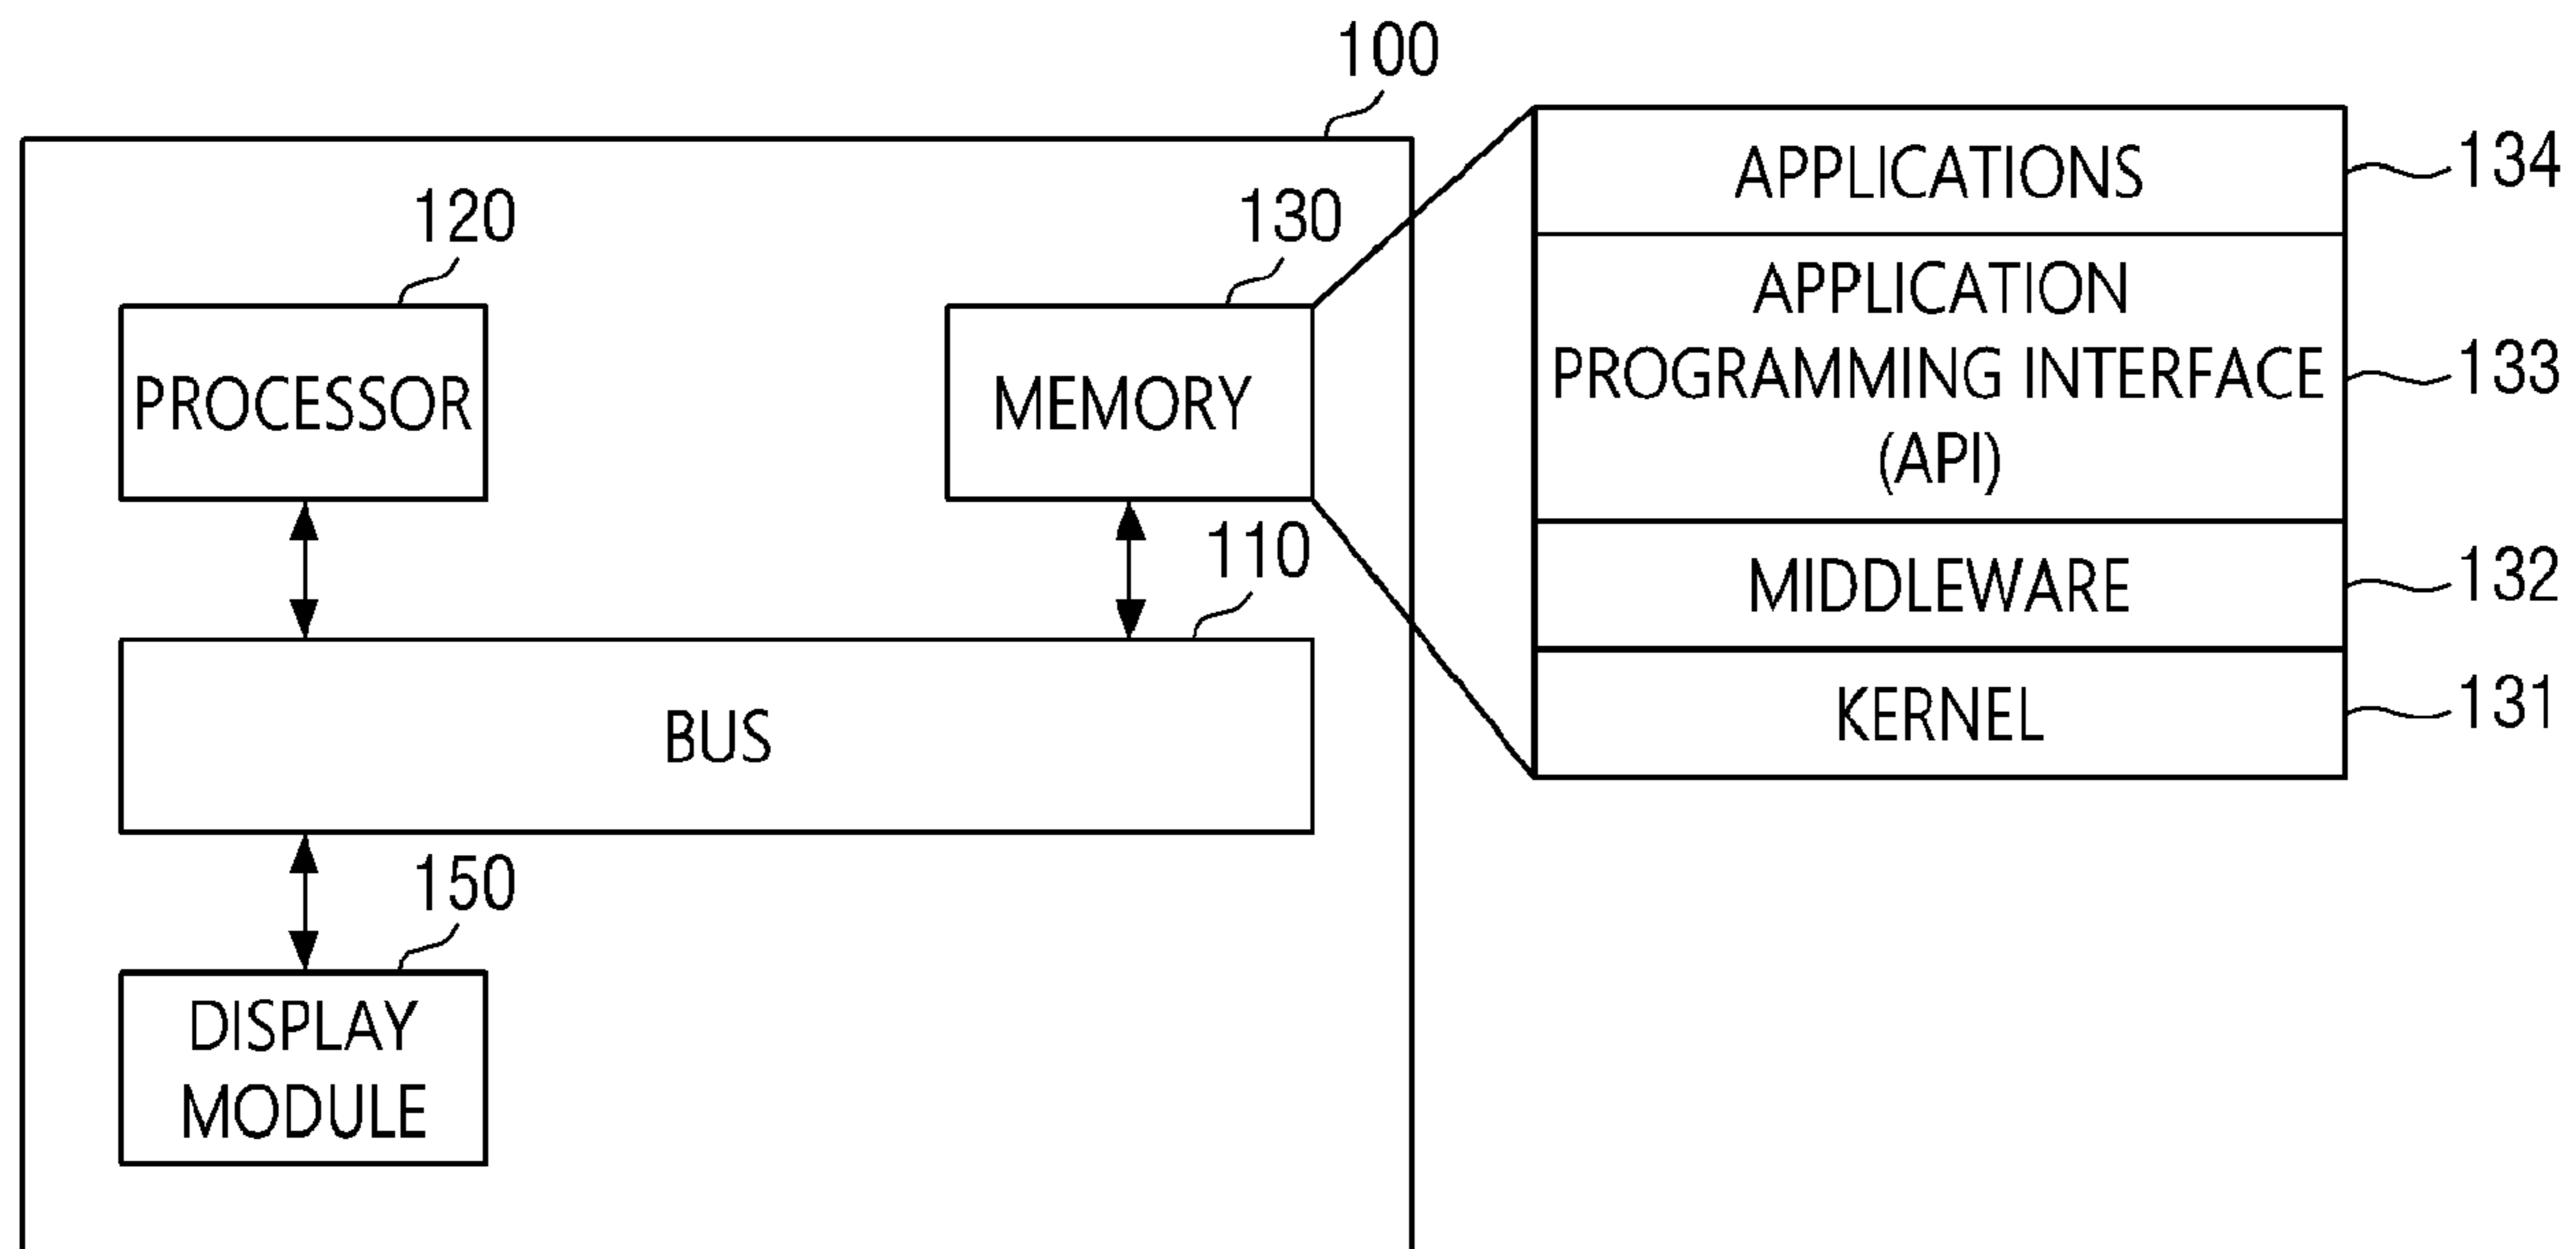 100
120
PROCESSOR
130
MEMORY
110
BUS
150
DISPLAY
MODULE
APPLICATIONS
134
APPLICATION
PROGRAMMING INTERFACE
(API)
133
MIDDLEWARE
132
KERNEL
131